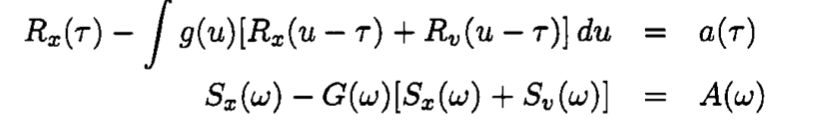 R_x(τ) − ∫ g(u)[R_x(u − τ) + R_v(u − τ)] du = a(τ)
S_x(ω) − G(ω)[S_x(ω) + S_v(ω)] = A(ω)